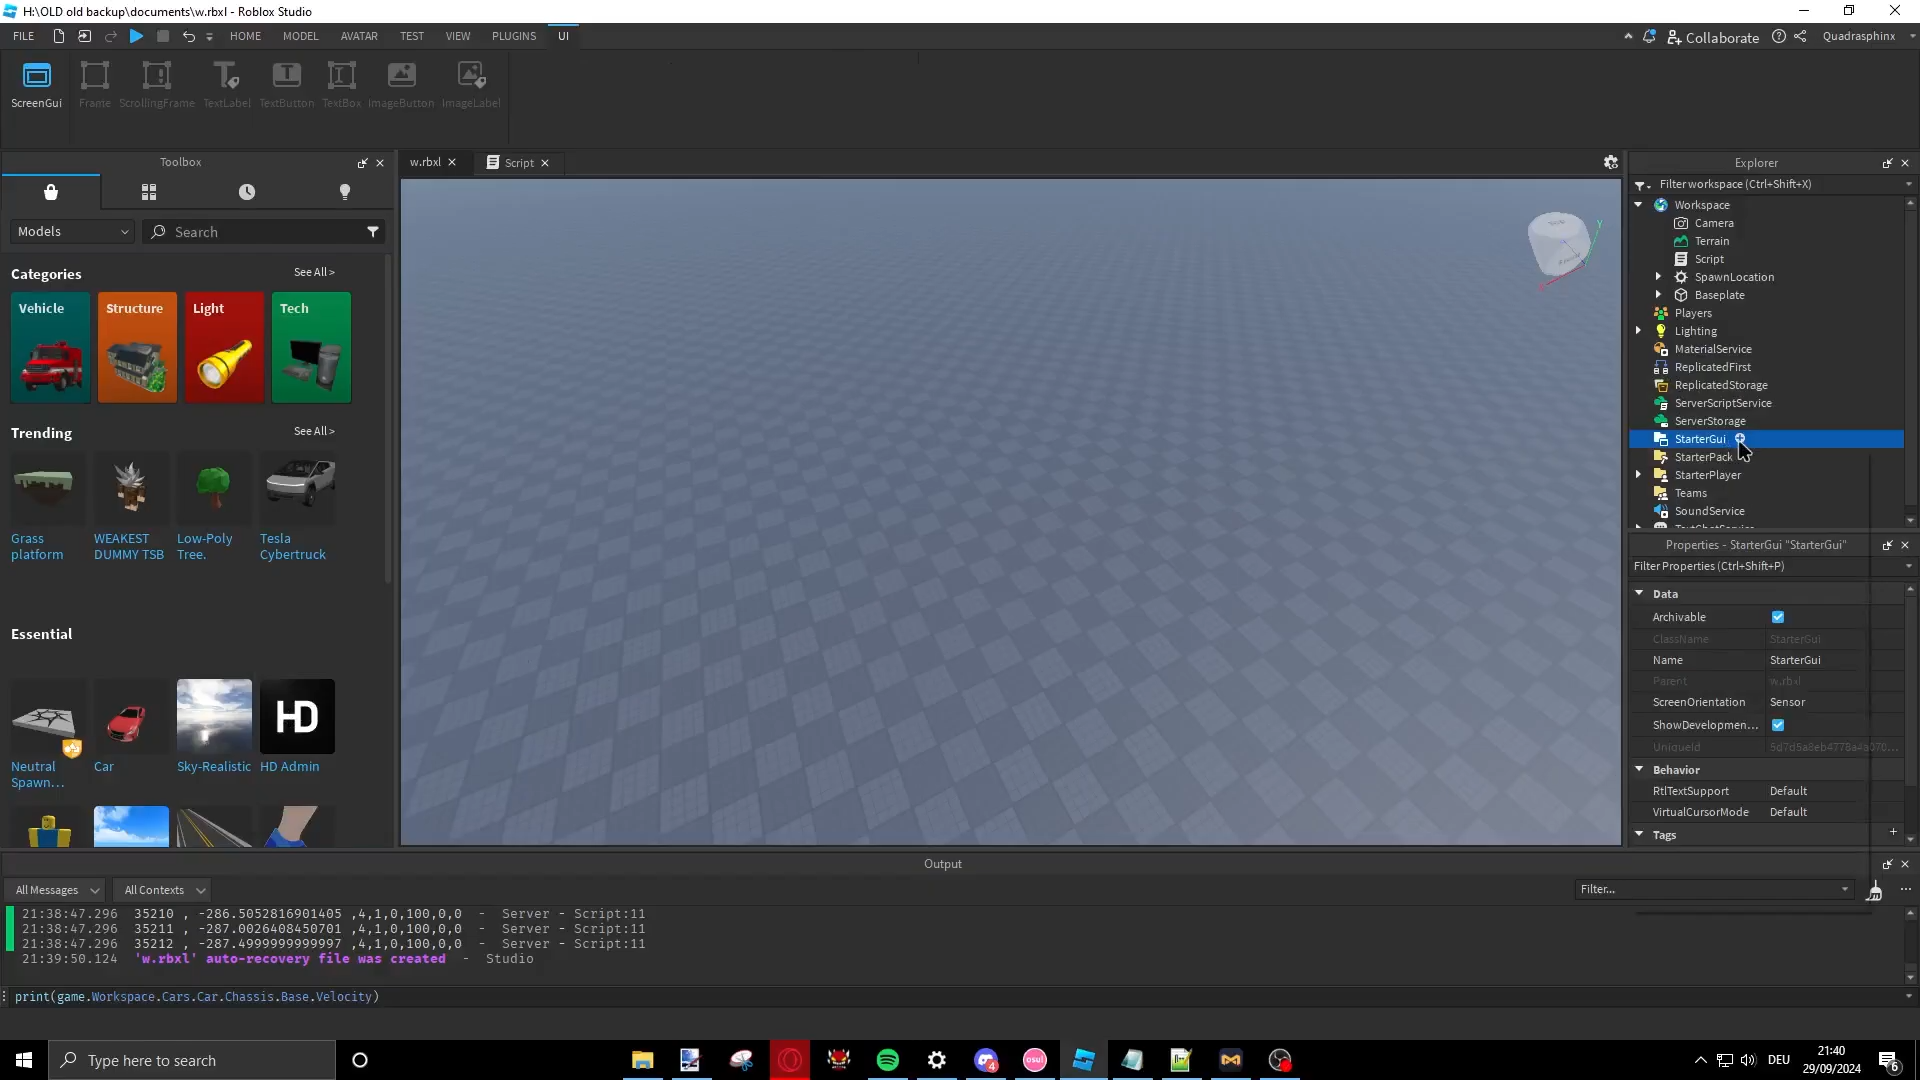 H:\OLD old backup\documents\w.rbxl - Roblox Studio
FILE HOME MODEL AVATAR TEST VIEW PLUGINS UI
Collaborate
Quadrasphinx
ScreenGui Frame ScrollingFrame TextLabel TextButton TextBox ImageButton ImageLabel
Toolbox
w.rbxl
Script
Explorer
Models
Search
Categories
See All >
Vehicle
Structure
Light
Tech
Trending
See All >
Grass platform
WEAKEST DUMMY TSB
Low-Poly Tree.
Tesla Cybertruck
Essential
HD
Neutral Spawn...
Car
Sky-Realistic
HD Admin
Filter workspace (Ctrl+Shift+X)
Workspace
Camera
Terrain
Script
SpawnLocation
Baseplate
Players
Lighting
MaterialService
ReplicatedFirst
ReplicatedStorage
ServerScriptService
ServerStorage
StarterGui
StarterPack
StarterPlayer
Teams
SoundService
TextChatService
Properties - StarterGui "StarterGui"
Filter Properties (Ctrl+Shift+P)
Data
Archivable
ClassName StarterGui
Name StarterGui
Parent w.rbxl
ScreenOrientation Sensor
ShowDevelopmen...
UniqueId
Behavior
RtlTextSupport Default
VirtualCursorMode Default
Tags
Output
All Messages
All Contexts
Filter...
21:38:47.296 35210 , -286.5052816901405 ,4,1,0,100,0,0 - Server - Script:11
21:38:47.296 35211 , -287.0026408450701 ,4,1,0,100,0,0 - Server - Script:11
21:38:47.296 35212 , -287.4999999999997 ,4,1,0,100,0,0 - Server - Script:11
21:39:50.124 'w.rbxl' auto-recovery file was created - Studio
print(game.Workspace.Cars.Car.Chassis.Base.Velocity)
Type here to search
osu!
4
DEU
21:40
29/09/2024
6